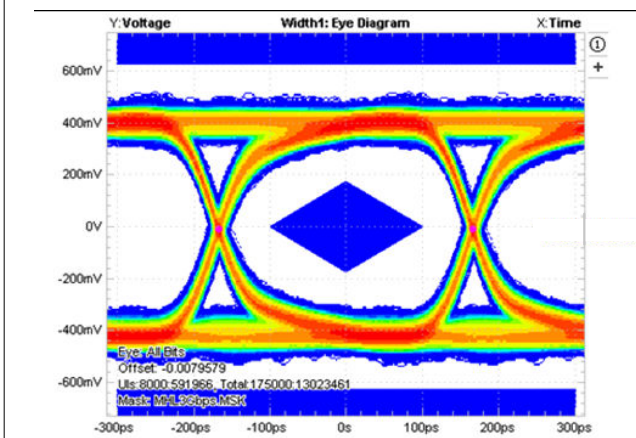 Y:Voltage Width1: Eye Diagram X:Time
1
+
600mV
400mV
200mV
0V
-200mV
-400mV
-600mV
Eye: All Bits
Offset: -0.0079579
UIs:8000:591966, Total:175000:13023461
Mask: MHL3Gbps.MSK
-300ps -200ps -100ps 0s 100ps 200ps 300ps